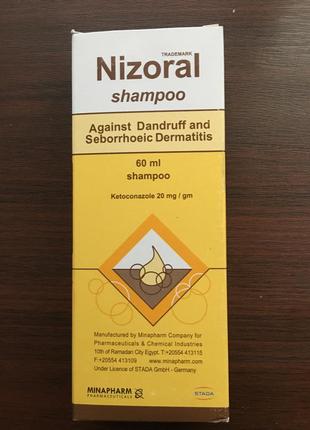 TRADEMARK
Nizoral
shampoo
Against Dandruff and
Seborrhoeic Dermatitis
60 ml
shampoo
Ketoconazole 20 mg / gm
Manufactured by Minapharm Company for
Pharmaceuticals & Chemical Industries
10th of Ramadan City Egypt. T:+20554 413115
F:+20554 413109 www.minapharm.com
Under Licence of STADA GmbH - Germany
MINAPHARM
PHARMACEUTICALS
STADA